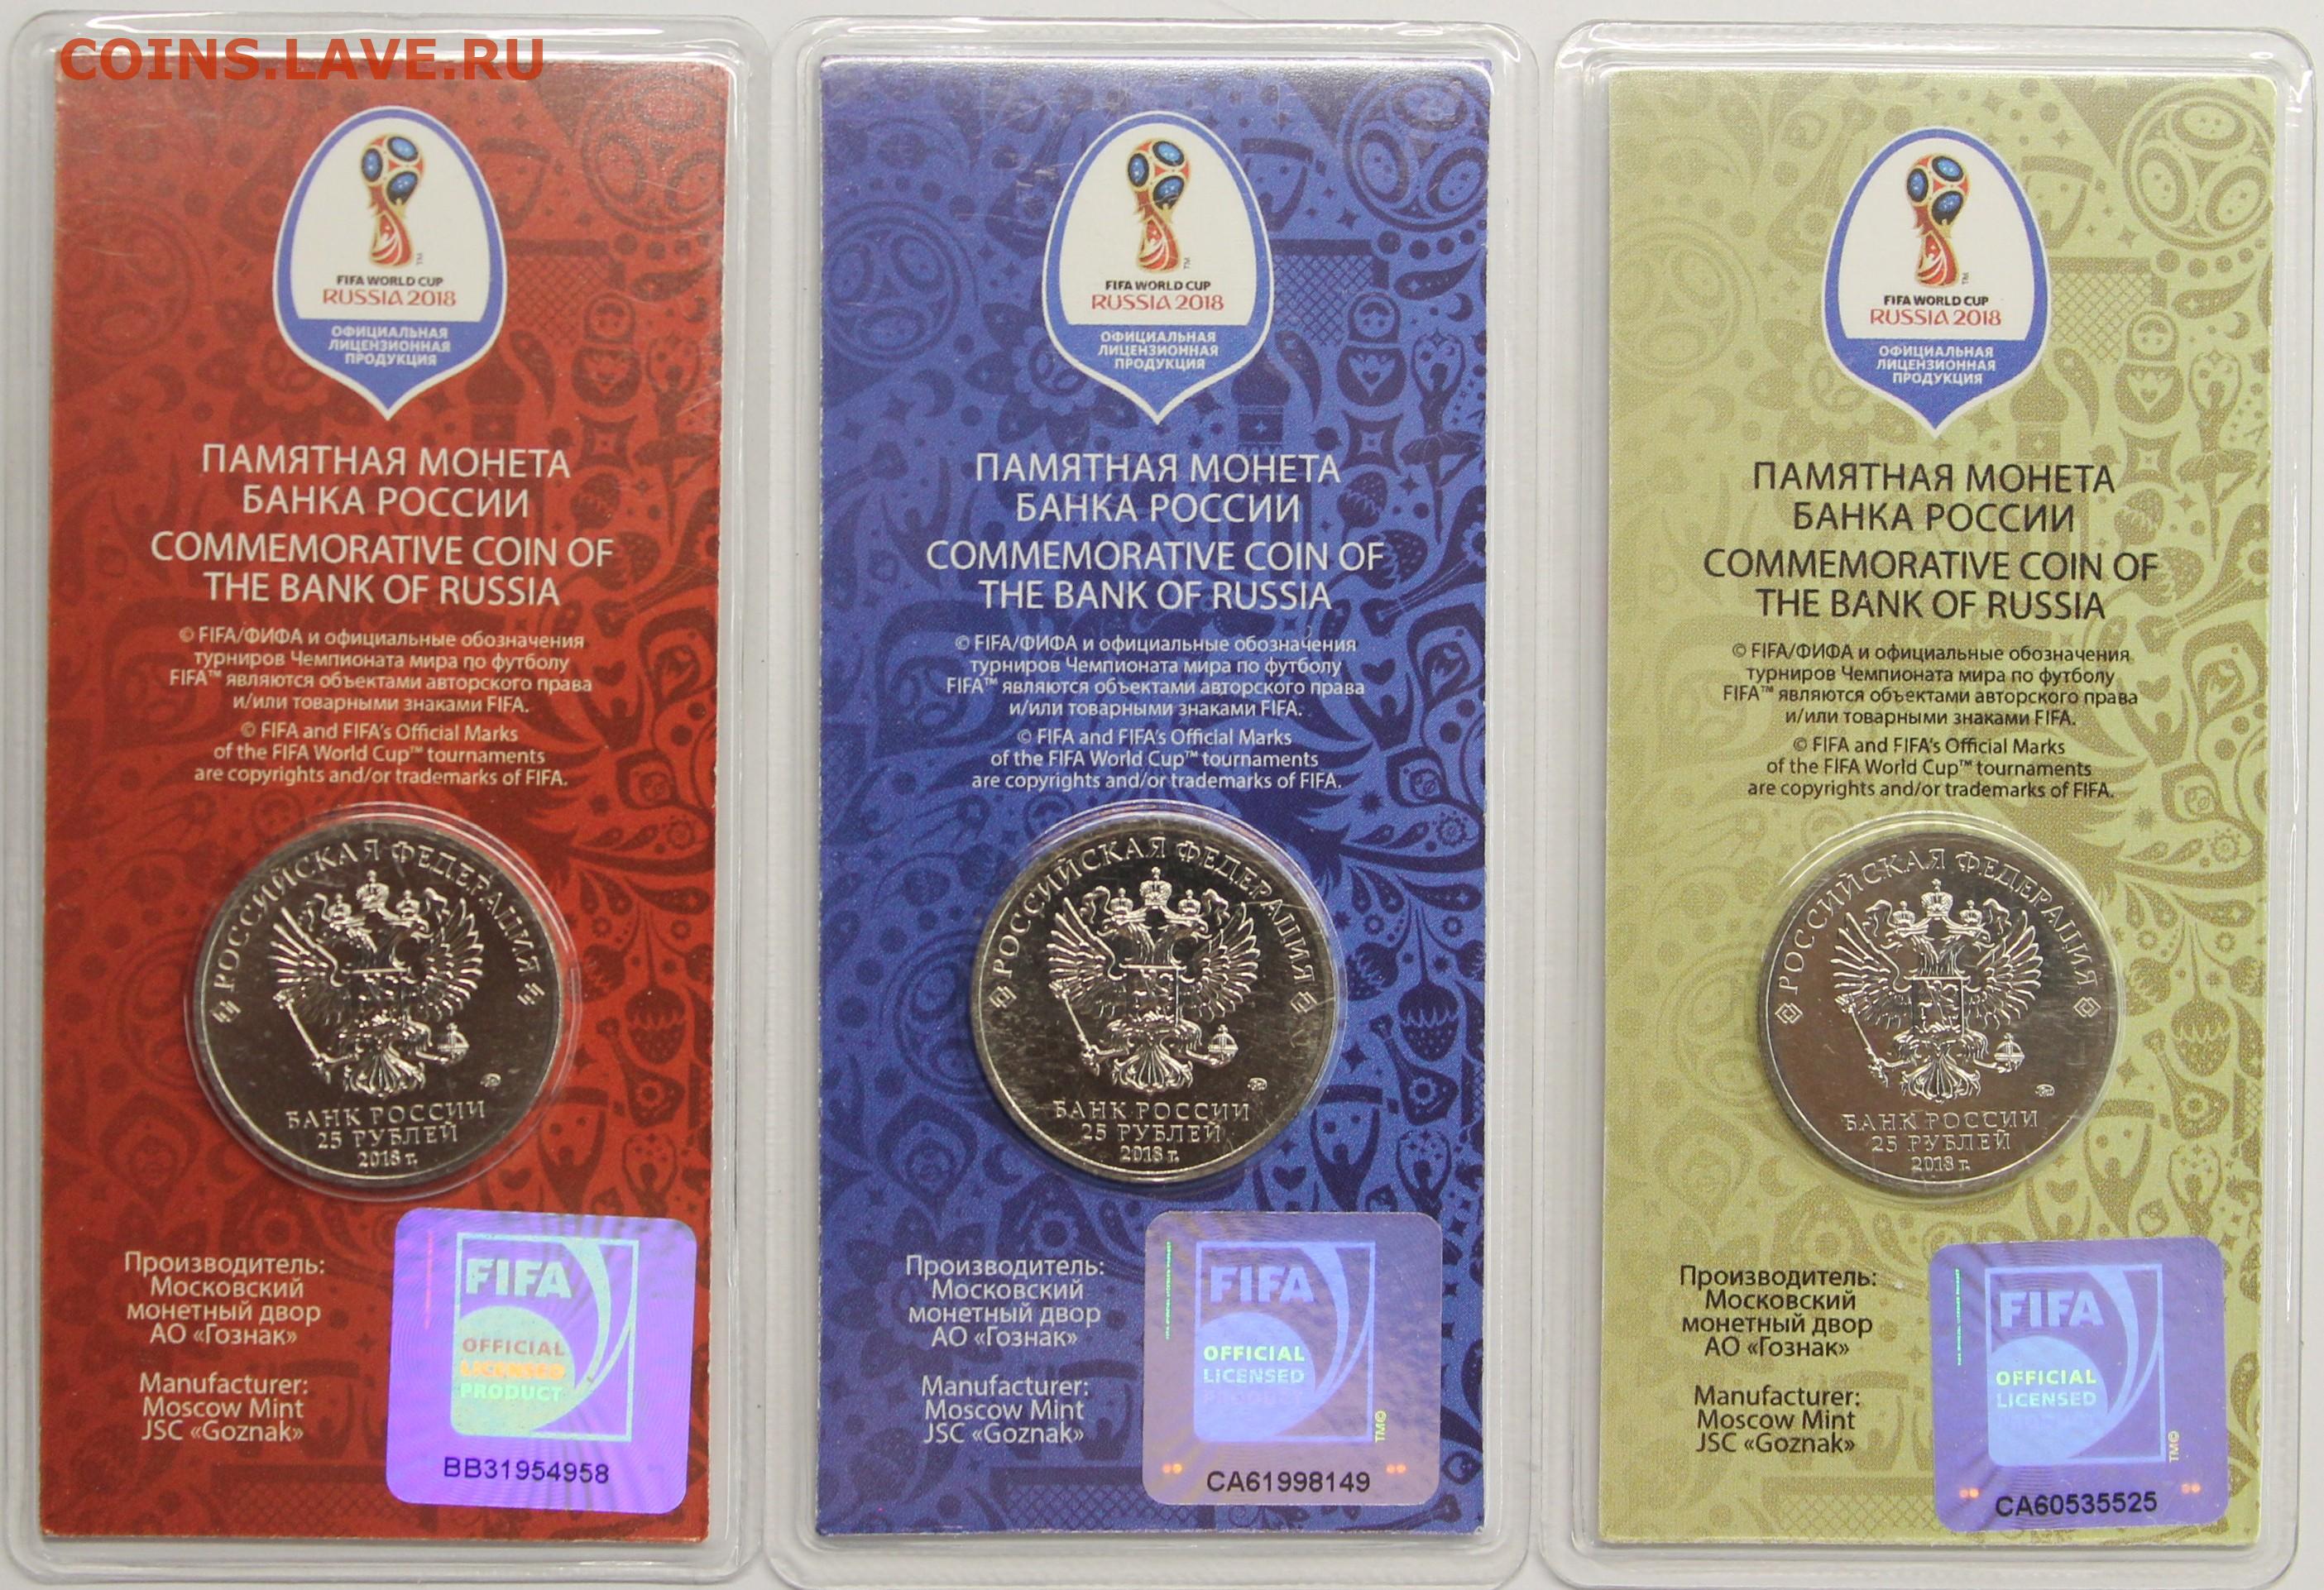 COINS.LAVE.RU
FIFA WORLD CUP
RUSSIA 2018
ОФИЦИАЛЬНАЯ
ЛИЦЕНЗИОННАЯ
ПРОДУКЦИЯ
ПАМЯТНАЯ МОНЕТА
БАНКА РОССИИ
COMMEMORATIVE COIN OF
THE BANK OF RUSSIA
© FIFA/ФИФА и официальные обозначения
турниров Чемпионата мира по футболу
FIFA™ являются объектами авторского права
и/или товарными знаками FIFA.
© FIFA and FIFA's Official Marks
of the FIFA World Cup™ tournaments
are copyrights and/or trademarks of FIFA.
РОССИЙСКАЯ ФЕДЕРАЦИЯ
БАНК РОССИИ
25 РУБЛЕЙ
2018 г.
Производитель:
Московский
монетный двор
АО «Гознак»
Manufacturer:
Moscow Mint
JSC «Goznak»
FIFA
OFFICIAL
LICENSED
PRODUCT
BB31954958
FIFA WORLD CUP
RUSSIA 2018
ОФИЦИАЛЬНАЯ
ЛИЦЕНЗИОННАЯ
ПРОДУКЦИЯ
ПАМЯТНАЯ МОНЕТА
БАНКА РОССИИ
COMMEMORATIVE COIN OF
THE BANK OF RUSSIA
© FIFA/ФИФА и официальные обозначения
турниров Чемпионата мира по футболу
FIFA™ являются объектами авторского права
и/или товарными знаками FIFA.
© FIFA and FIFA's Official Marks
of the FIFA World Cup™ tournaments
are copyrights and/or trademarks of FIFA.
РОССИЙСКАЯ ФЕДЕРАЦИЯ
БАНК РОССИИ
25 РУБЛЕЙ
2018 г.
Производитель:
Московский
монетный двор
АО «Гознак»
Manufacturer:
Moscow Mint
JSC «Goznak»
FIFA
OFFICIAL
LICENSED
TM©
CA61998149
FIFA WORLD CUP
RUSSIA 2018
ОФИЦИАЛЬНАЯ
ЛИЦЕНЗИОННАЯ
ПРОДУКЦИЯ
ПАМЯТНАЯ МОНЕТА
БАНКА РОССИИ
COMMEMORATIVE COIN OF
THE BANK OF RUSSIA
© FIFA/ФИФА и официальные обозначения
турниров Чемпионата мира по футболу
FIFA™ являются объектами авторского права
и/или товарными знаками FIFA.
© FIFA and FIFA's Official Marks
of the FIFA World Cup™ tournaments
are copyrights and/or trademarks of FIFA.
РОССИЙСКАЯ ФЕДЕРАЦИЯ
БАНК РОССИИ
25 РУБЛЕЙ
2018 г.
Производитель:
Московский
монетный двор
АО «Гознак»
Manufacturer:
Moscow Mint
JSC «Goznak»
FIFA
OFFICIAL
LICENSED
TM©
CA60535525